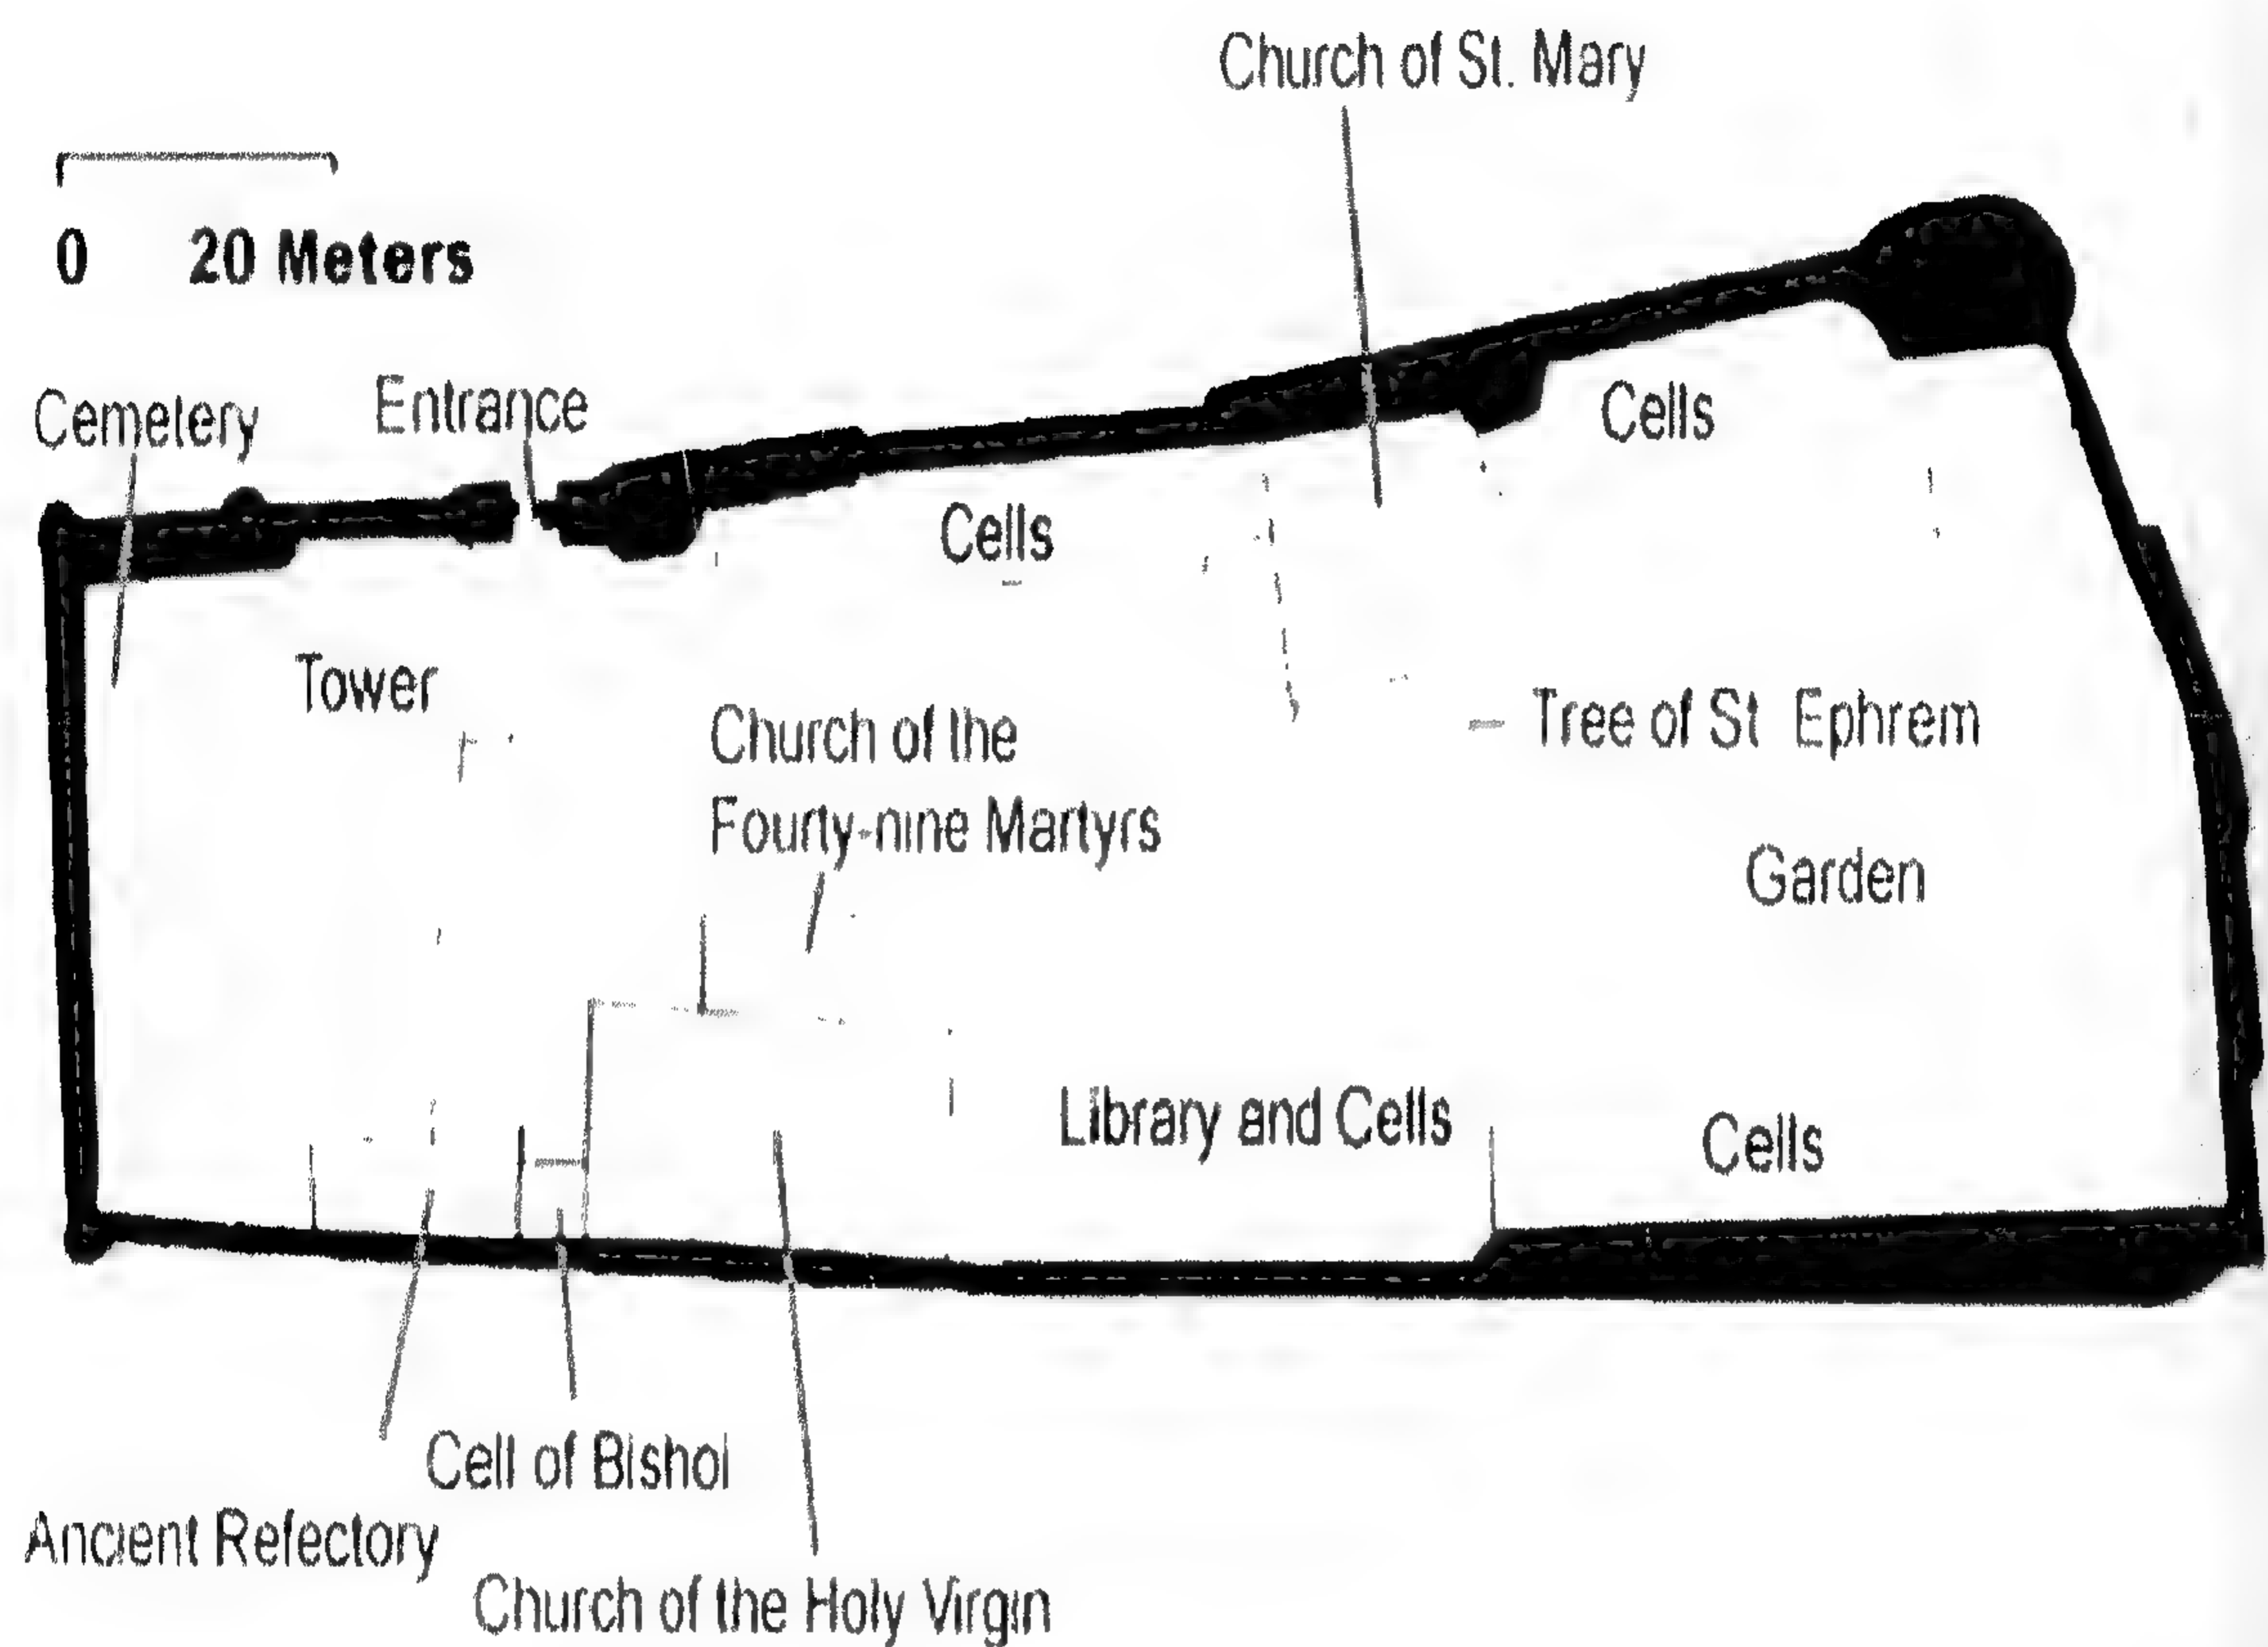 Church of St. Mary
0 20 Meters
Cemetery
Entrance
Cells
Cells
Tower
Church of the
Fourty-nine Martyrs
Tree of St Ephrem
Garden
Library and Cells
Cells
Cell of Bishoi
Ancient Refectory
Church of the Holy Virgin